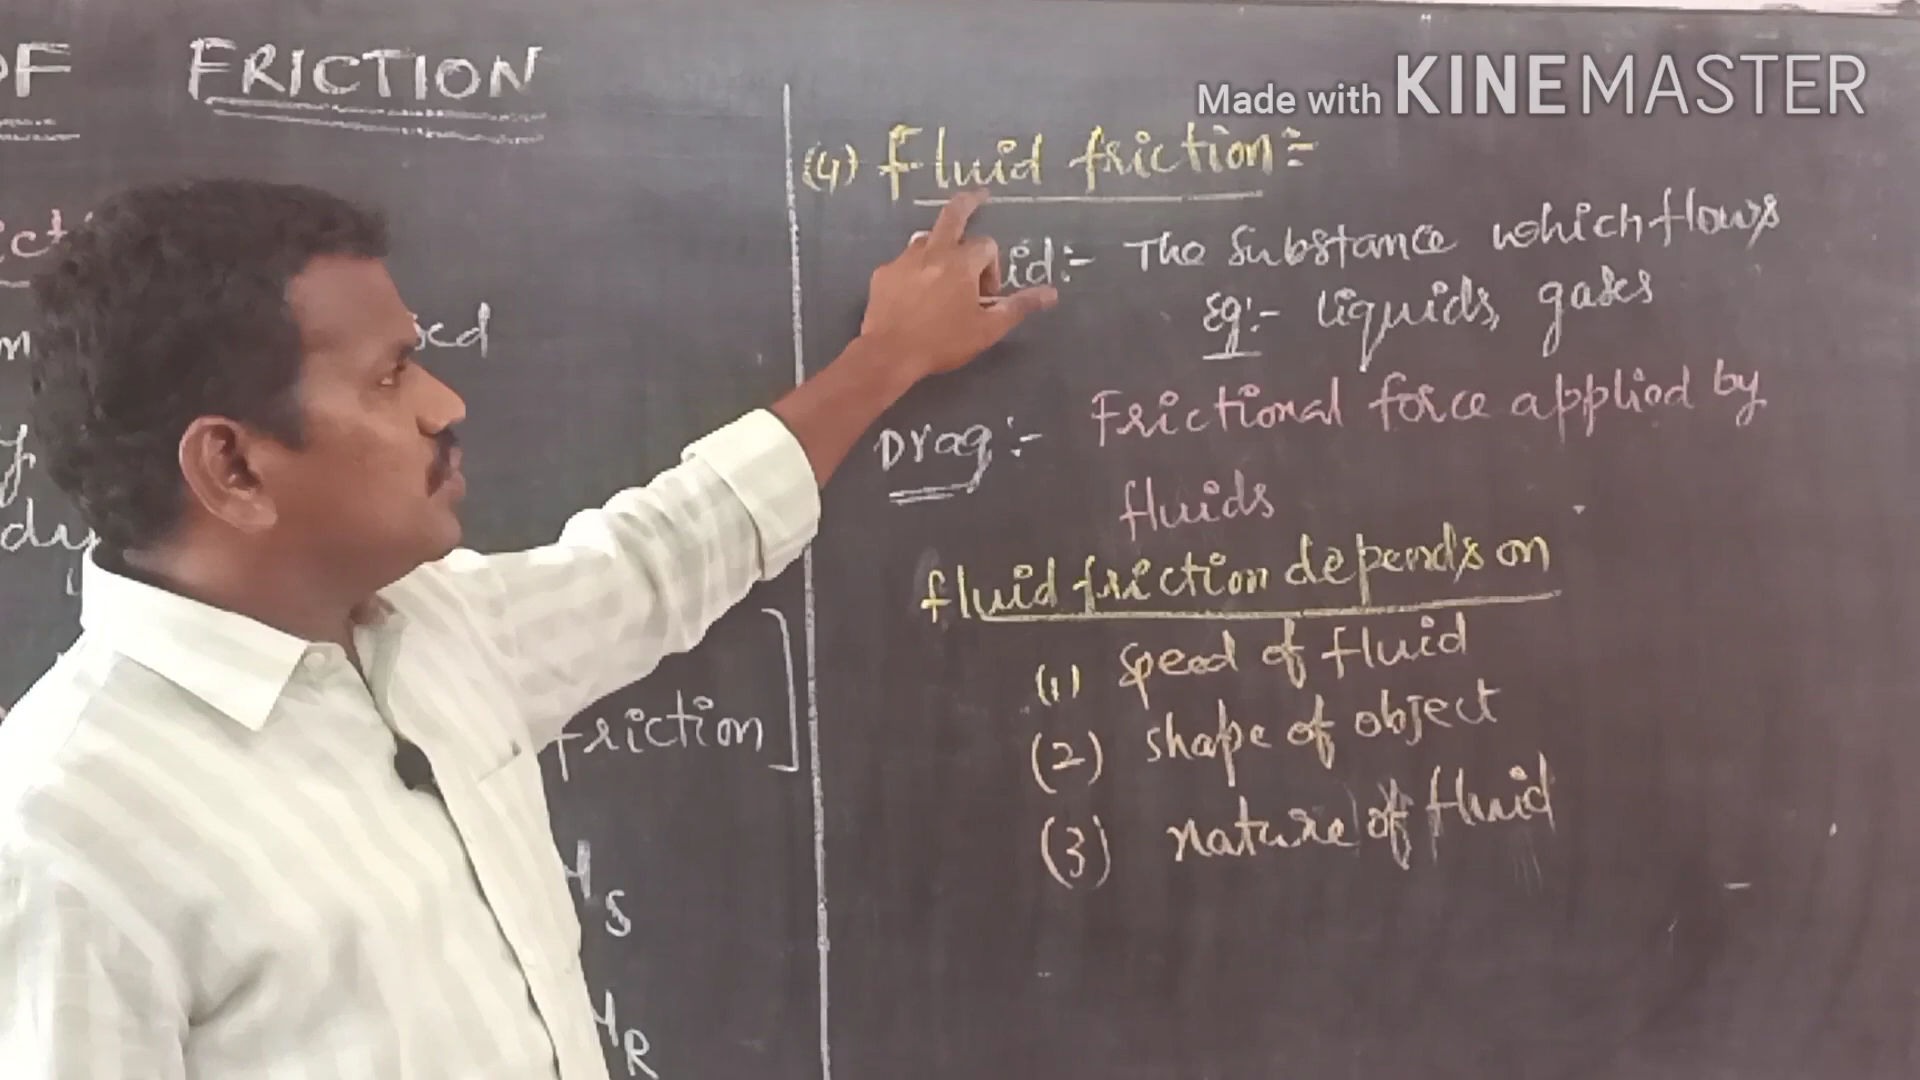 OF FRICTION
Made with KINEMASTER
(4) Fluid friction:-
:- The substance which flows
Eg:- liquids, gases
Drag:- Frictional force applied by
fluids
fluid friction depends on
(1) speed of fluid
(2) shape of object
(3) nature of fluid
friction
μS
μR